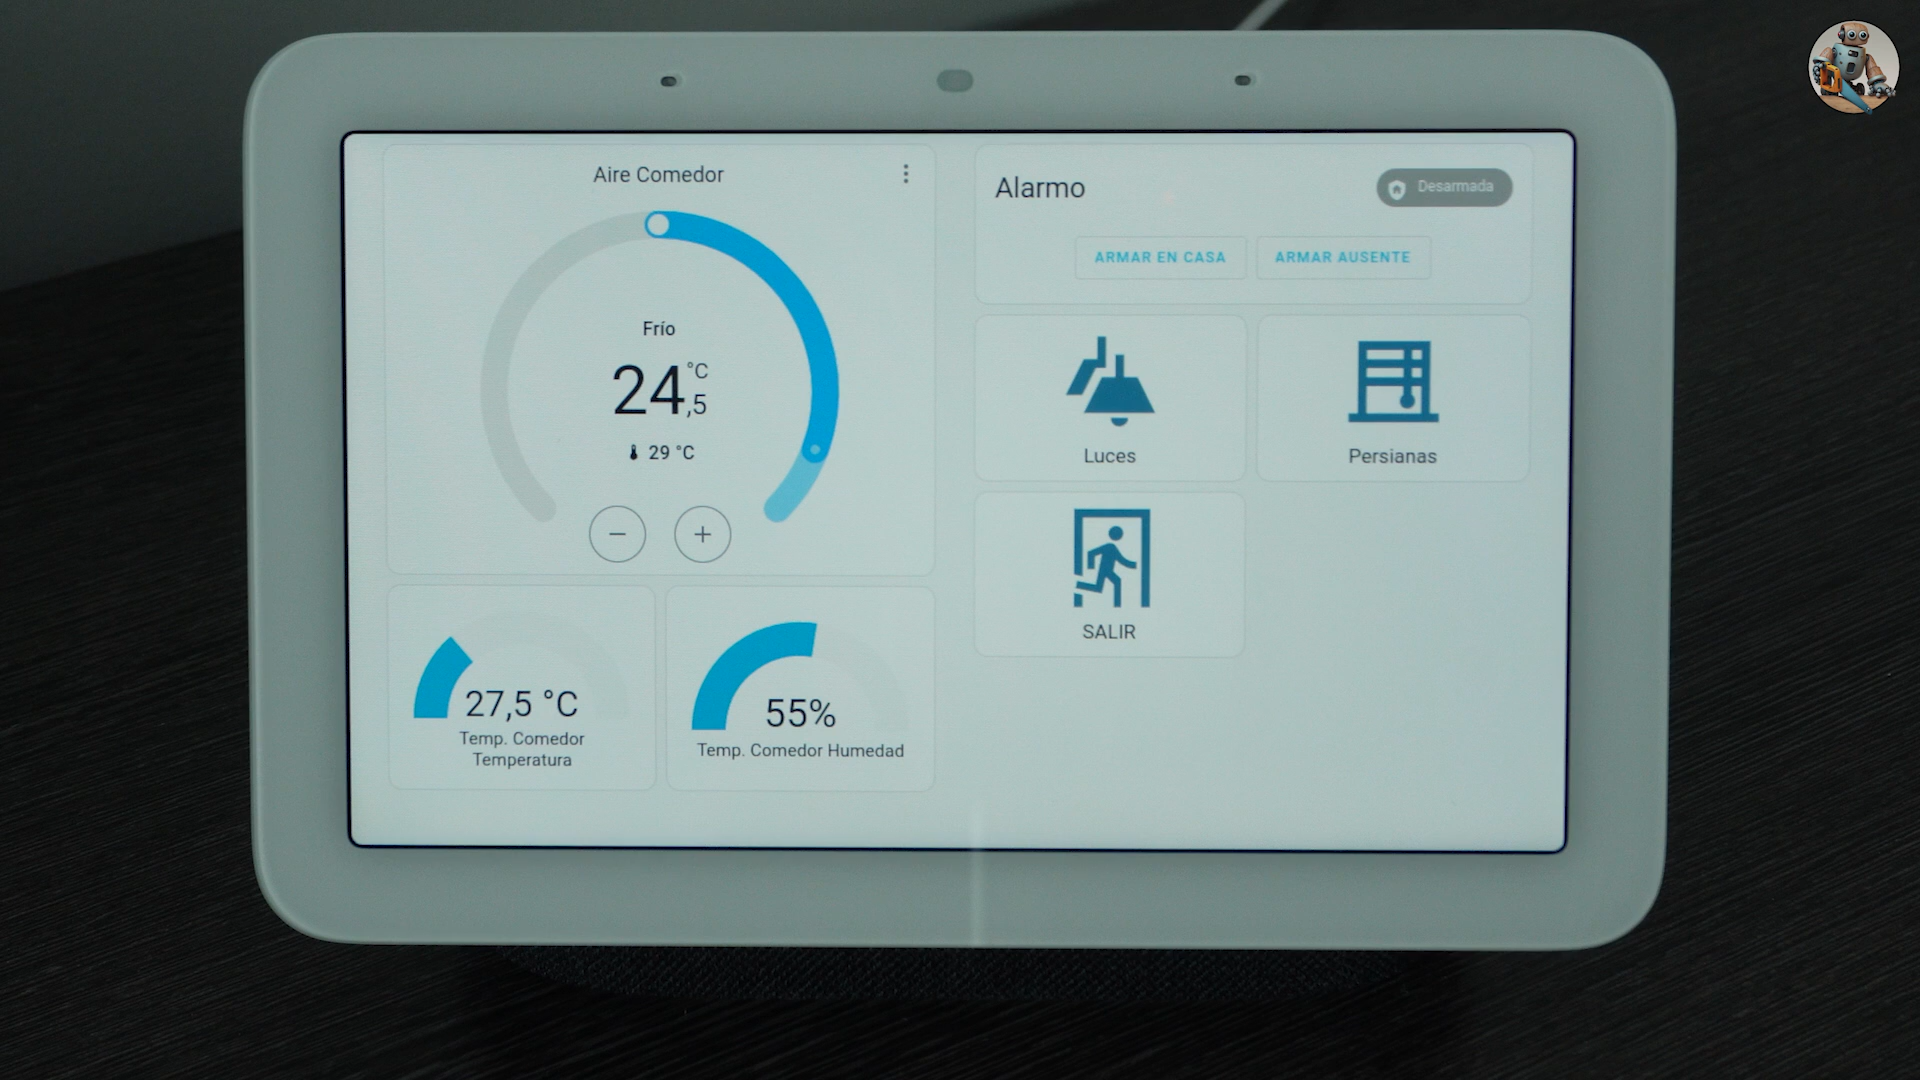 Aire Comedor
Frío
24,5 °C
29 °C
27,5 °C
Temp. Comedor
Temperatura
55%
Temp. Comedor Humedad
Alarmo
Desarmada
ARMAR EN CASA
ARMAR AUSENTE
Luces
Persianas
SALIR